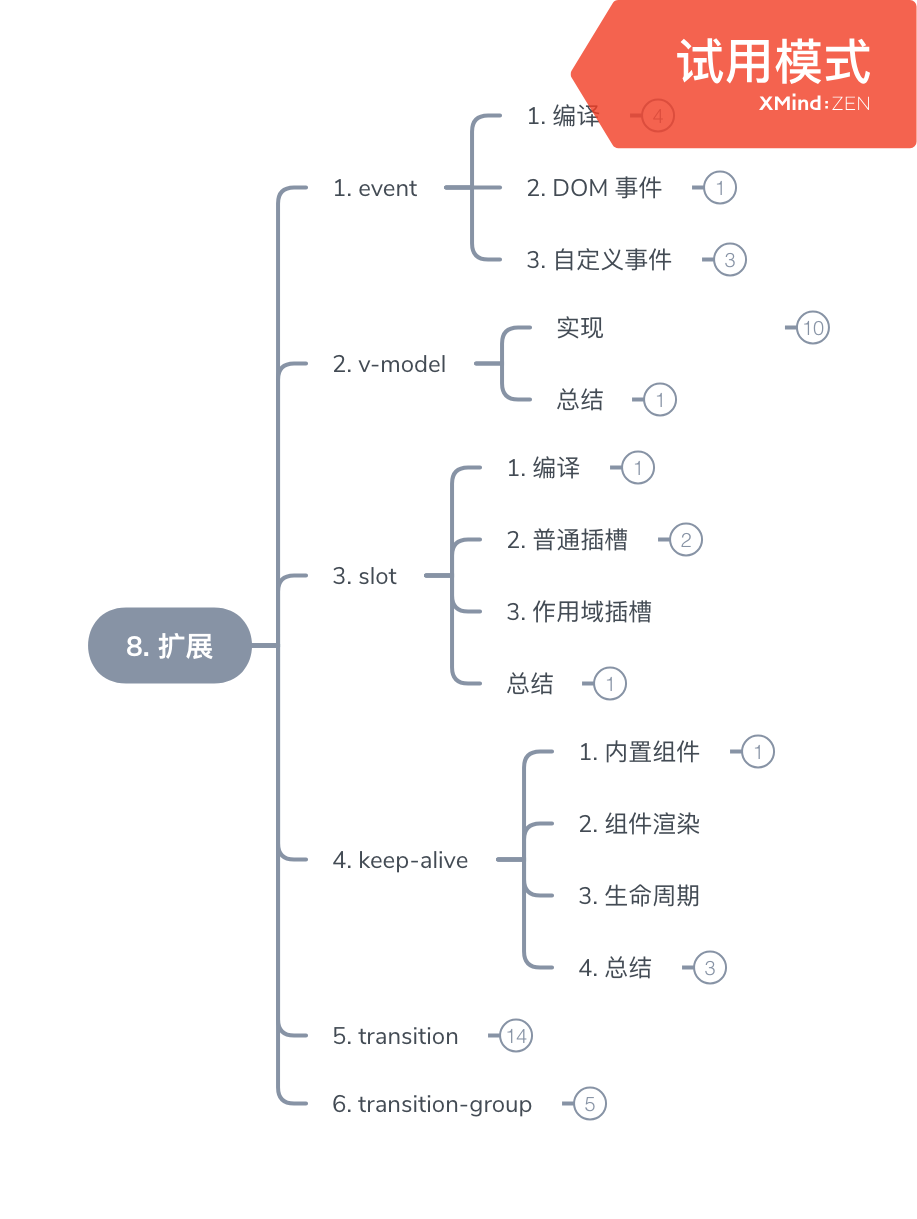 试用模式
XMind:ZEN
1. 编译 4
1. event
2. DOM 事件 1
3. 自定义事件 3
实现 10
2. v-model
总结 1
1. 编译 1
2. 普通插槽 2
3. slot
3. 作用域插槽
8. 扩展
总结 1
1. 内置组件 1
2. 组件渲染
4. keep-alive
3. 生命周期
4. 总结 3
5. transition 14
6. transition-group 5